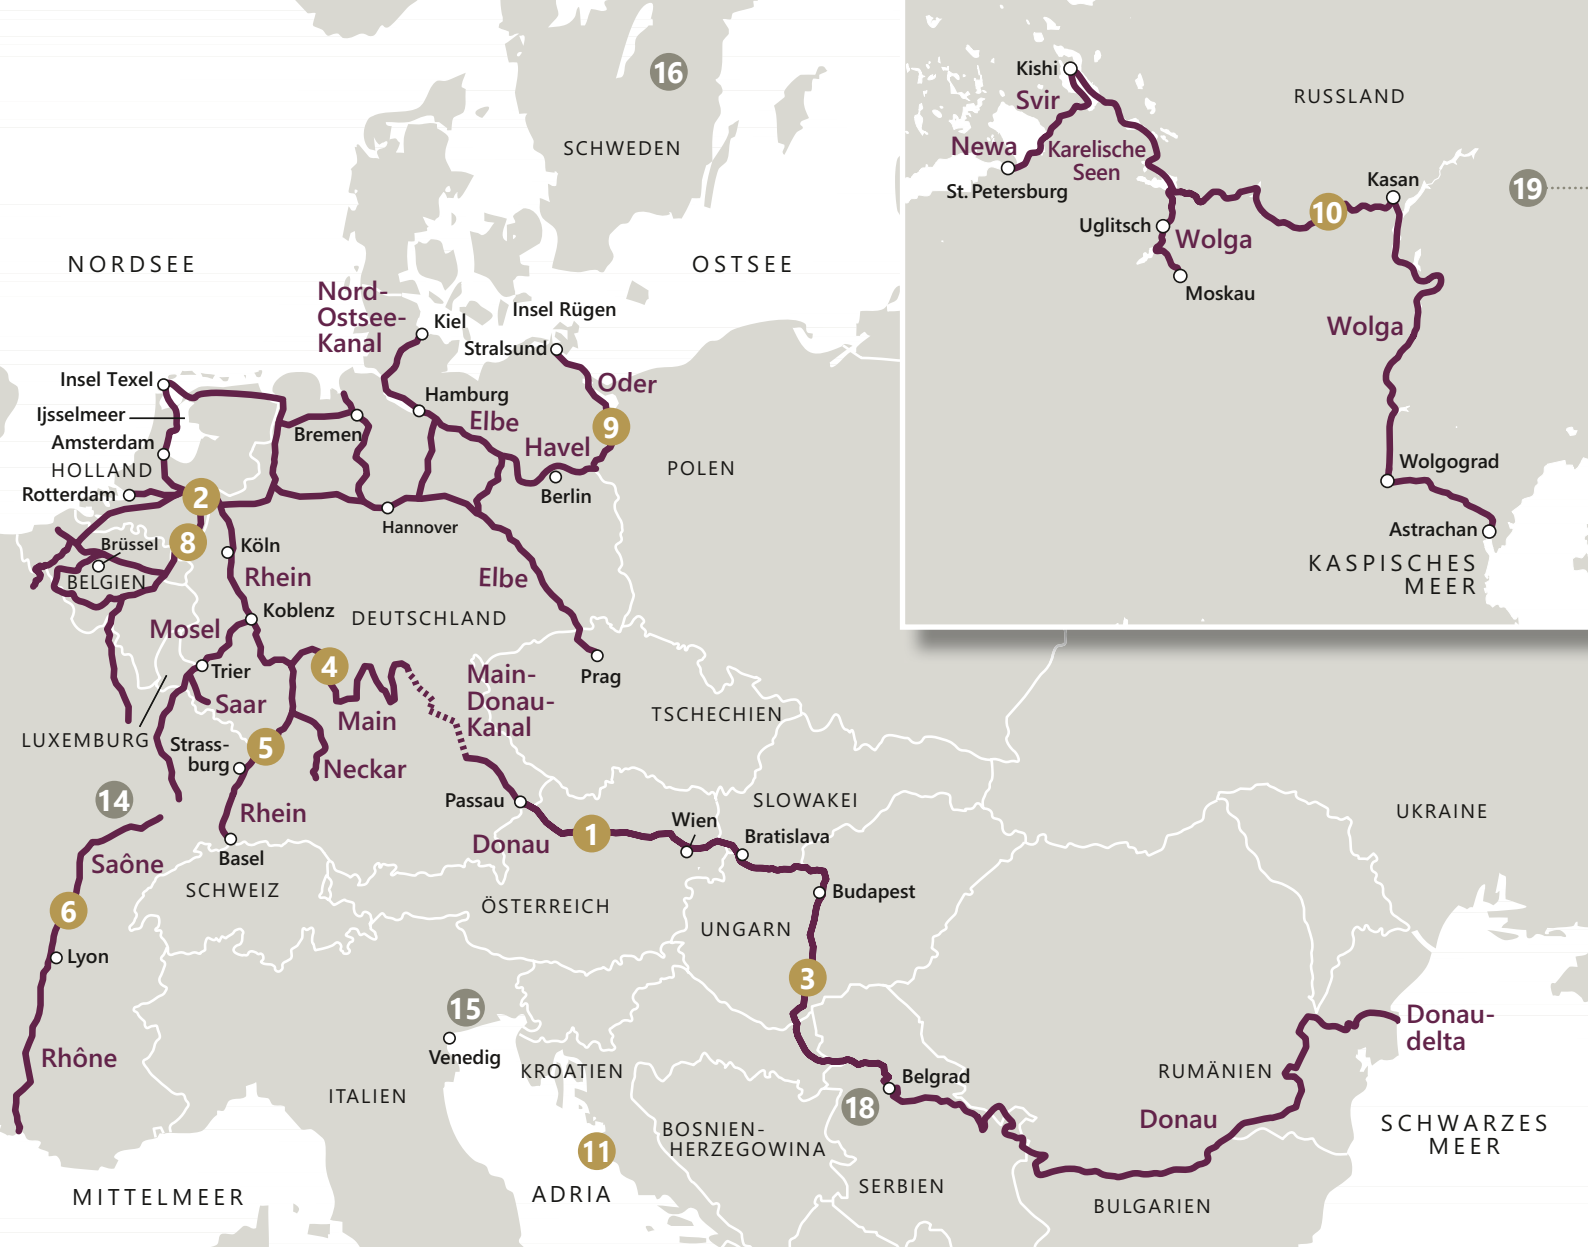 16
SCHWEDEN
NORDSEE
OSTSEE
Nord-
Ostsee-
Kanal
Kiel
Insel Rügen
Stralsund
Oder
Insel Texel
Ijsselmeer
Amsterdam
HOLLAND
Rotterdam
Bremen
Hamburg
Elbe
Havel
9
Berlin
POLEN
2
8
Hannover
Brüssel
BELGIEN
Köln
Rhein
Elbe
Koblenz
DEUTSCHLAND
Mosel
Trier
Saar
4
Main
Main-
Donau-
Kanal
Prag
TSCHECHIEN
LUXEMBURG
Strass-
burg
5
Neckar
14
Rhein
Basel
Saône
SCHWEIZ
6
Lyon
Rhône
Passau
Donau
1
Wien
SLOWAKEI
Bratislava
Budapest
ÖSTERREICH
UNGARN
3
UKRAINE
15
Venedig
KROATIEN
ITALIEN
Belgrad
18
BOSNIEN-
HERZEGOWINA
11
ADRIA
MITTELMEER
SERBIEN
RUMÄNIEN
Donau
BULGARIEN
Donau-
delta
SCHWARZES
MEER
Kishi
Svir
Newa
Karelische
Seen
St. Petersburg
RUSSLAND
Kasan
19
10
Uglitsch
Wolga
Moskau
Wolga
Wolgograd
Astrachan
KASPISCHES
MEER